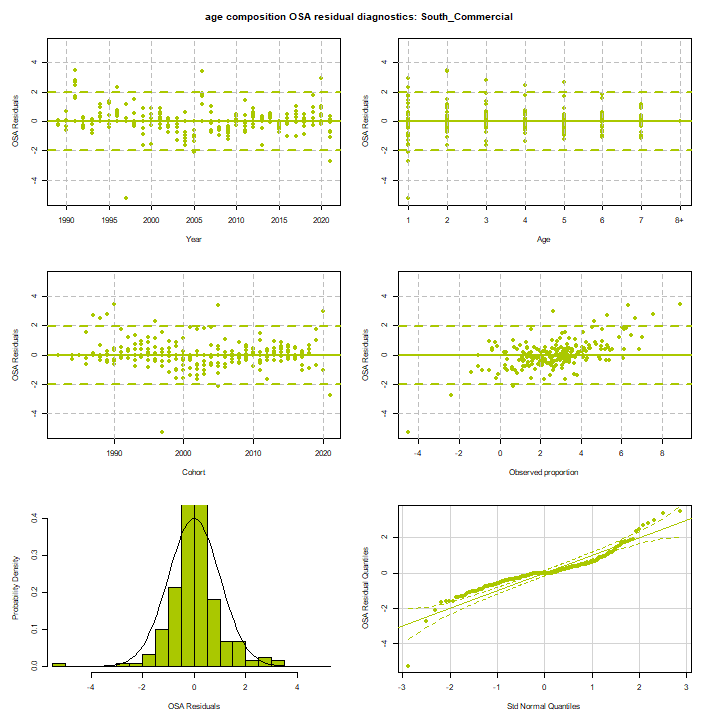 age composition OSA residual diagnostics: South_Commercial
OSA Residuals
4
2
0
-2
-4
1990 1995 2000 2005 2010 2015 2020
Year
OSA Residuals
4
2
0
-2
-4
1 2 3 4 5 6 7 8+
Age
OSA Residuals
4
2
0
-2
-4
1990 2000 2010 2020
Cohort
OSA Residuals
4
2
0
-2
-4
-4 -2 0 2 4 6 8
Observed proportion
Probability Density
0.4
0.3
0.2
0.1
0.0
-4 -2 0 2 4
OSA Residuals
OSA Residual Quantiles
2
0
-2
-4
-3 -2 -1 0 1 2 3
Std Normal Quantiles